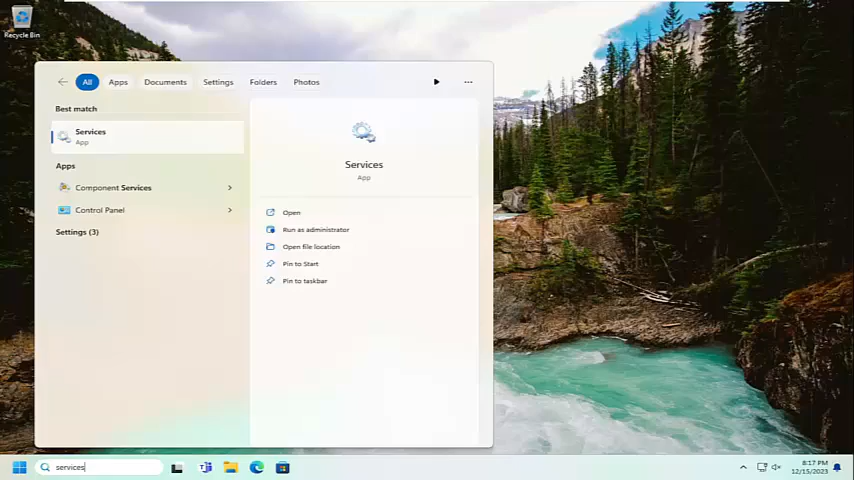 Recycle Bin
All Apps Documents Settings Folders Photos
Best match
Services
App
Apps
Component Services
Control Panel
Settings (3)
Services
App
Open
Run as administrator
Open file location
Pin to Start
Pin to taskbar
services
8:17 PM
12/15/2023